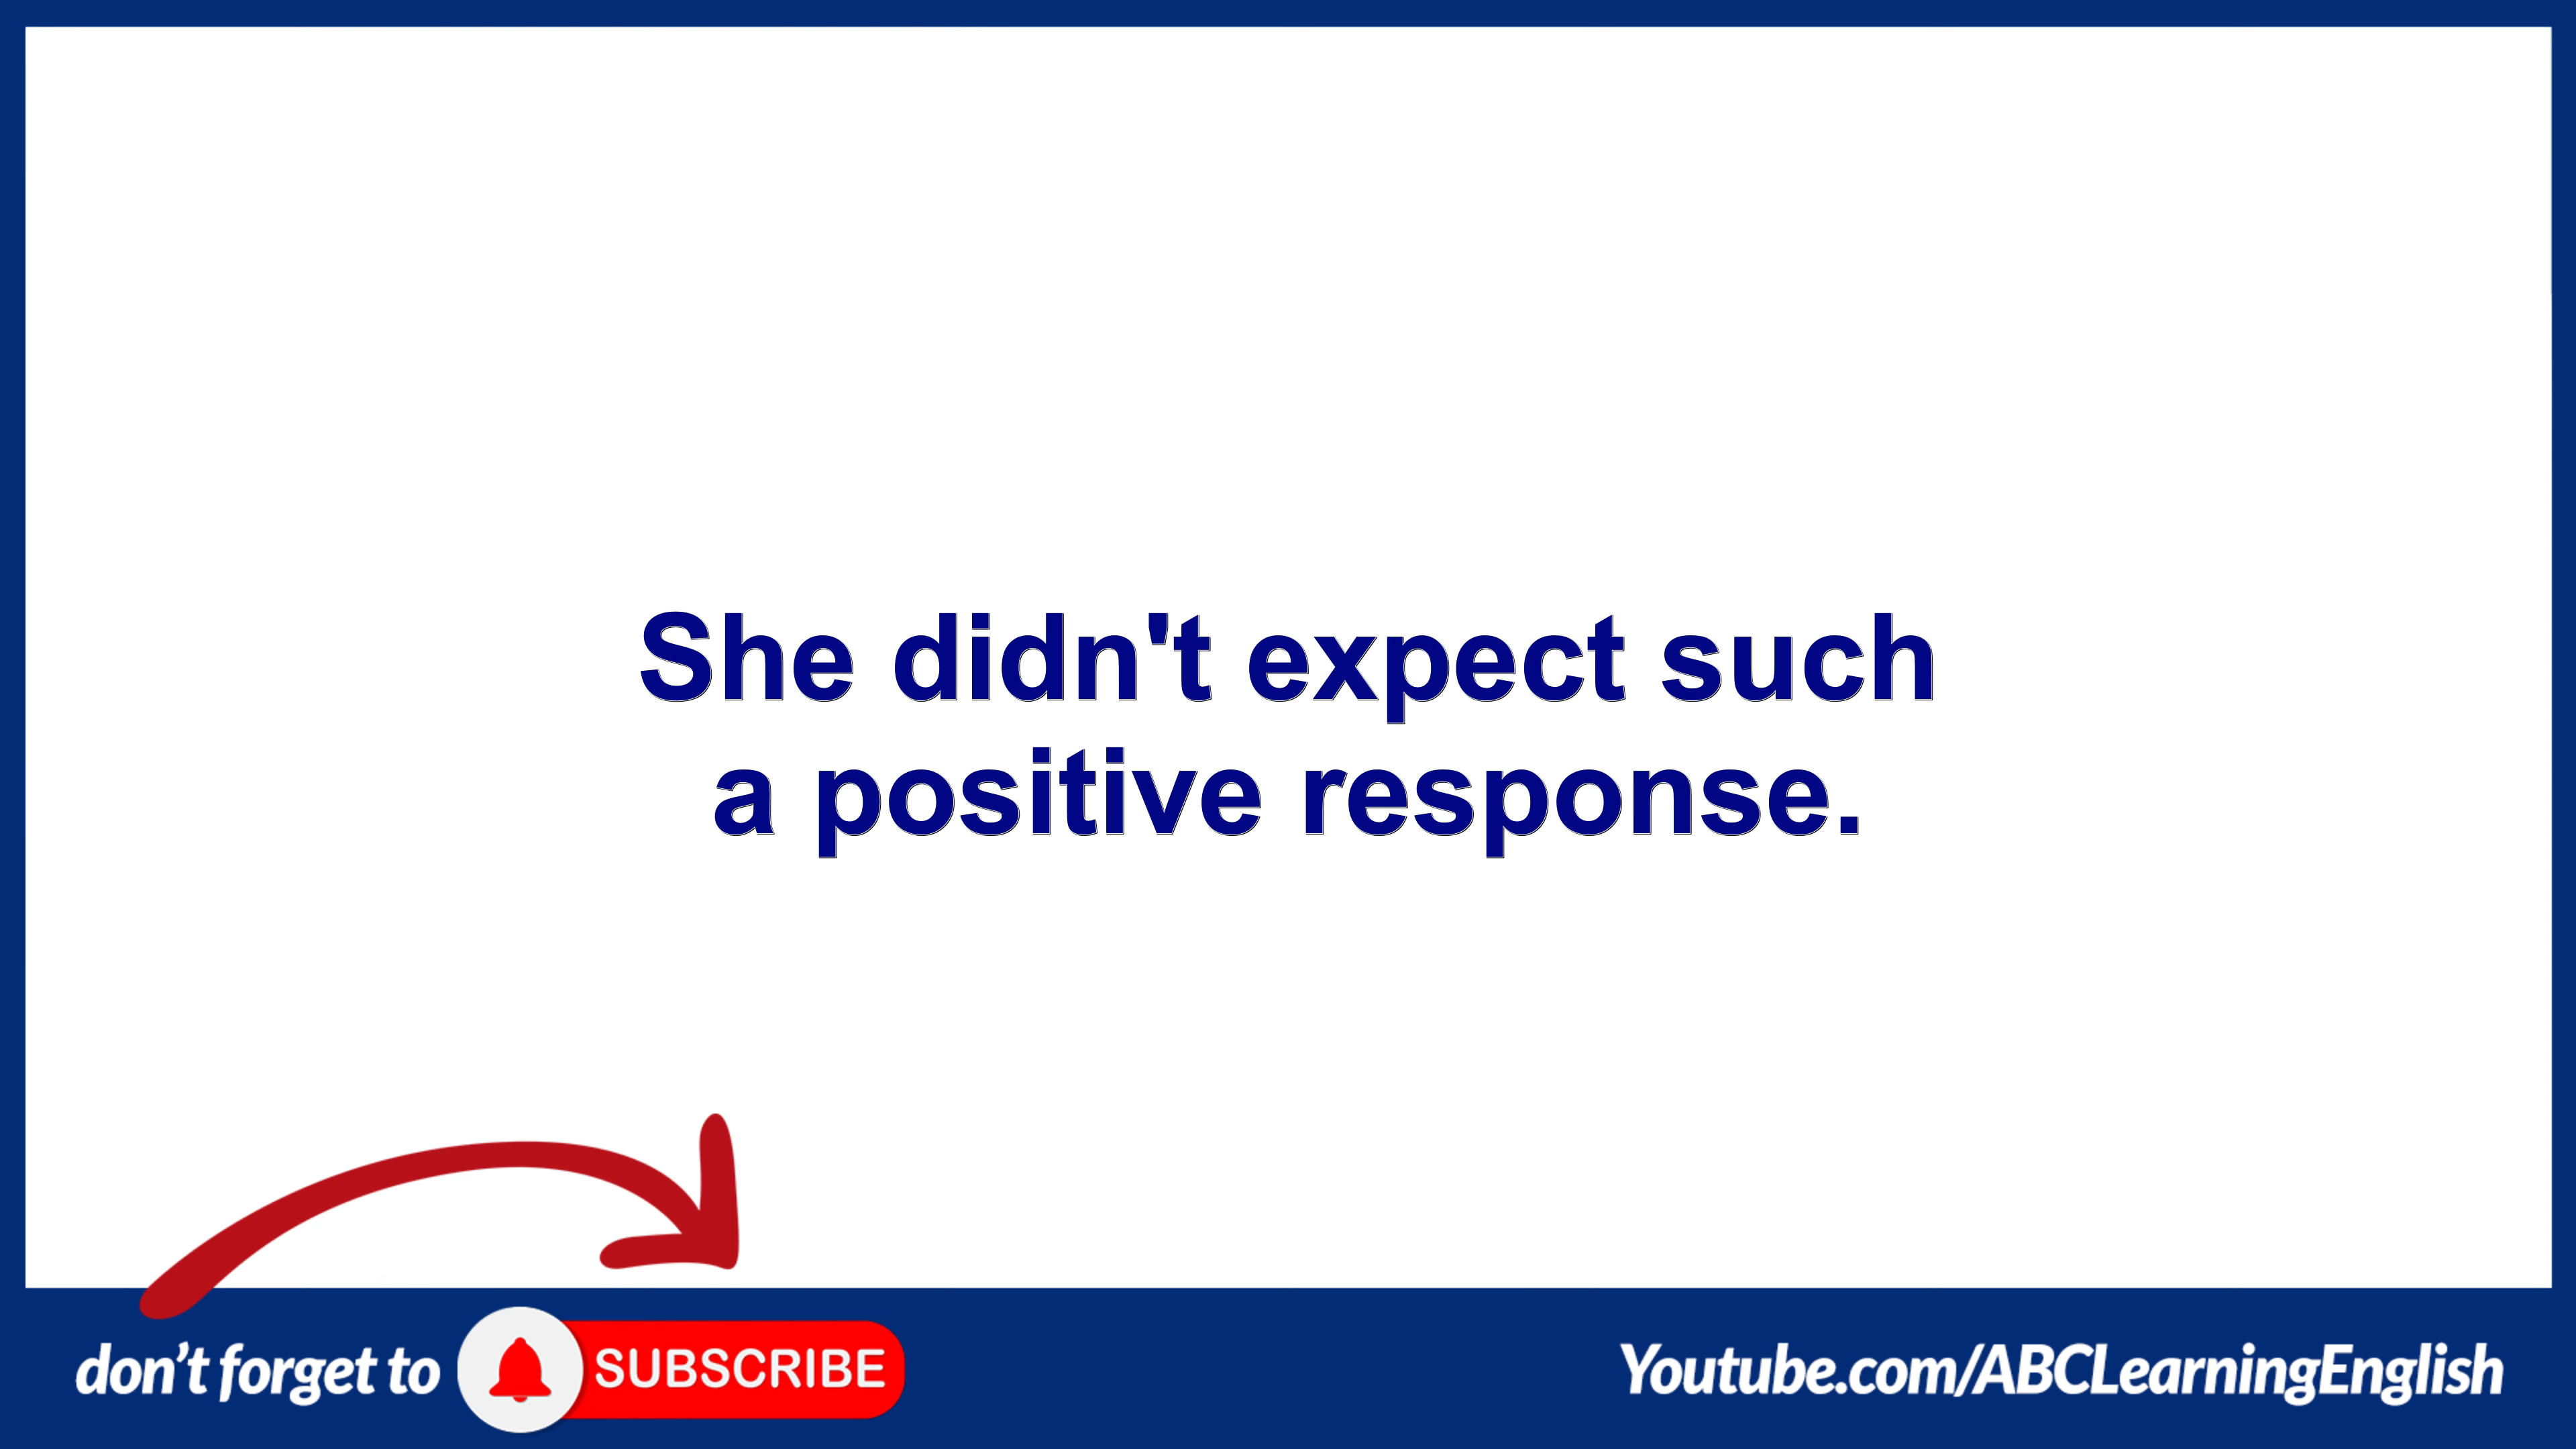 She didn't expect such
a positive response.
don't forget to SUBSCRIBE
Youtube.com/ABCLearningEnglish